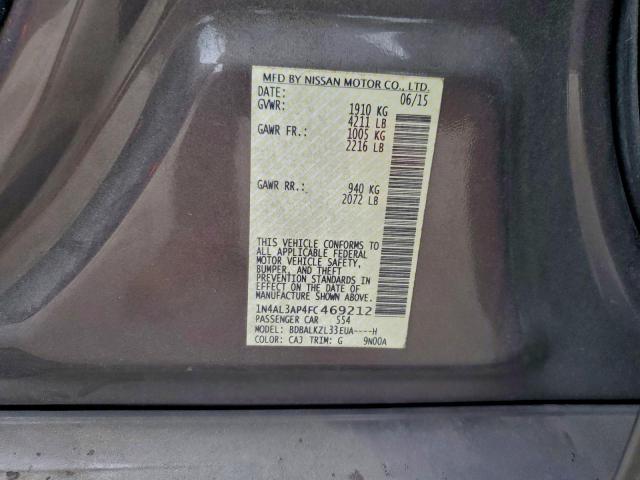 MFD BY NISSAN MOTOR CO., LTD.
DATE: 06/15
GVWR: 1910 KG
4211 LB
GAWR FR.: 1005 KG
2216 LB
GAWR RR.: 940 KG
2072 LB
THIS VEHICLE CONFORMS TO
ALL APPLICABLE FEDERAL
MOTOR VEHICLE SAFETY,
BUMPER, AND THEFT
PREVENTION STANDARDS IN
EFFECT ON THE DATE OF
MANUFACTURE SHOWN ABOVE.
1N4AL3AP4FC469212
PASSENGER CAR 554
MODEL: BDBALKZL33EUA----H
COLOR: CAJ TRIM: G 9N00A